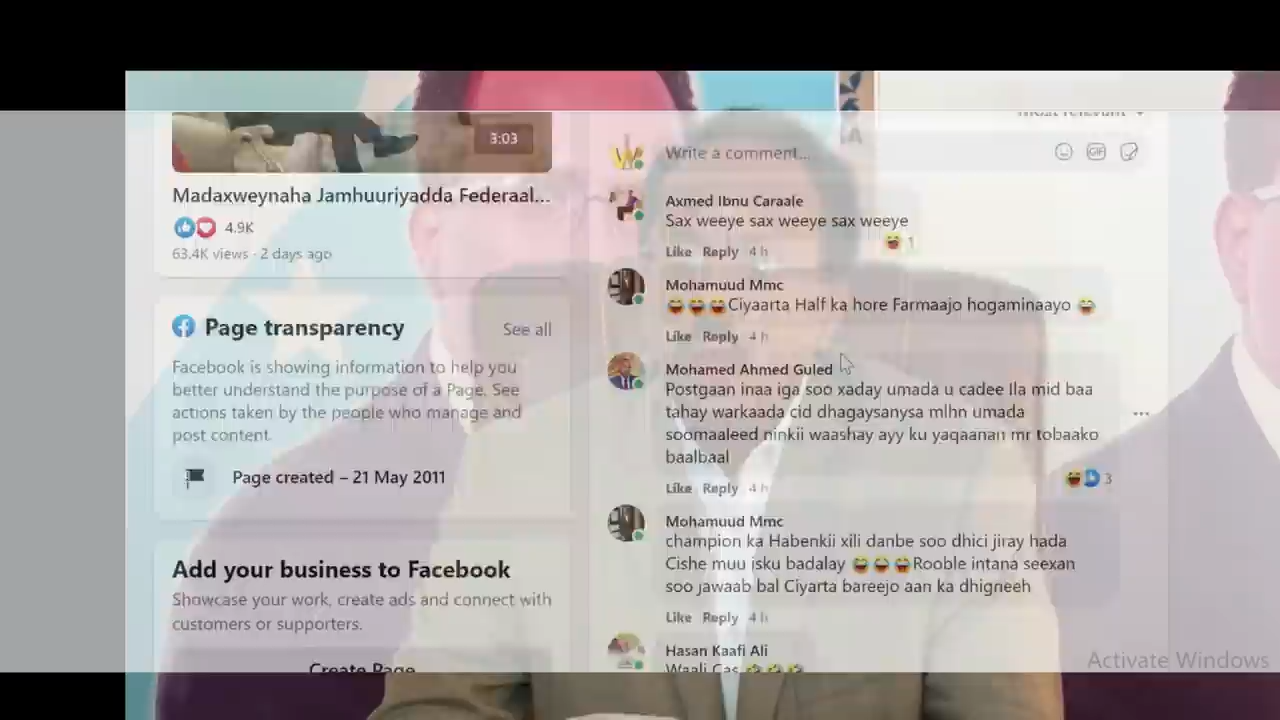 3:03
Madaxweynaha Jamhuuriyadda Federaal...
4.9K
63.4K views · 2 days ago
Page transparency
See all
Facebook is showing information to help you
better understand the purpose of a Page. See
actions taken by the people who manage and
post content.
Page created – 21 May 2011
Add your business to Facebook
Showcase your work, create ads and connect with
customers or supporters.
Create Page
Most relevant
Write a comment...
GIF
Axmed Ibnu Caraale
Sax weeye sax weeye sax weeye
1
Like Reply 4 h
Mohamuud Mmc
😂😂😂Ciyaarta Half ka hore Farmaajo hogaminaayo 😂
Like Reply 4 h
Mohamed Ahmed Guled
Postgaan inaa iga soo xaday umada u cadee Ila mid baa
tahay warkaada cid dhagaysanysa mlhn umada
soomaaleed ninkii waashay ayy ku yaqaanan mr tobaako
baalbaal
3
Like Reply 4 h
Mohamuud Mmc
champion ka Habenkii xili danbe soo dhici jiray hada
Cishe muu isku badalay 😂😂😂Rooble intana seexan
soo jawaab bal Ciyarta bareejo aan ka dhigneeh
Like Reply 4 h
Hasan Kaafi Ali
Waali Cas 🤣🤣🤣
Activate Windows